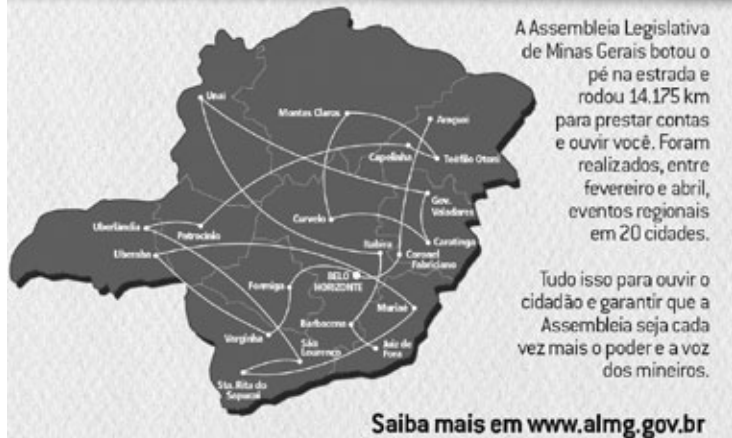 A Assembleia Legislativa
de Minas Gerais botou o
pé na estrada e
rodou 14.175 km
para prestar contas
e ouvir você. Foram
realizados, entre
fevereiro e abril,
eventos regionais
em 20 cidades.
Tudo isso para ouvir o
cidadão e garantir que a
Assembleia seja cada
vez mais o poder e a voz
dos mineiros.
Unaí
Montes Claros
Araçuaí
Capelinha
Teófilo Otoni
Gov.
Valadares
Uberlândia
Patrocínio
Curvelo
Caratinga
Itabira
Uberaba
Coronel
Fabriciano
BELO
HORIZONTE
Formiga
Muriaé
Barbacena
Varginha
São
Lourenço
Juiz de
Fora
Sta. Rita do
Sapucaí
Saiba mais em www.almg.gov.br